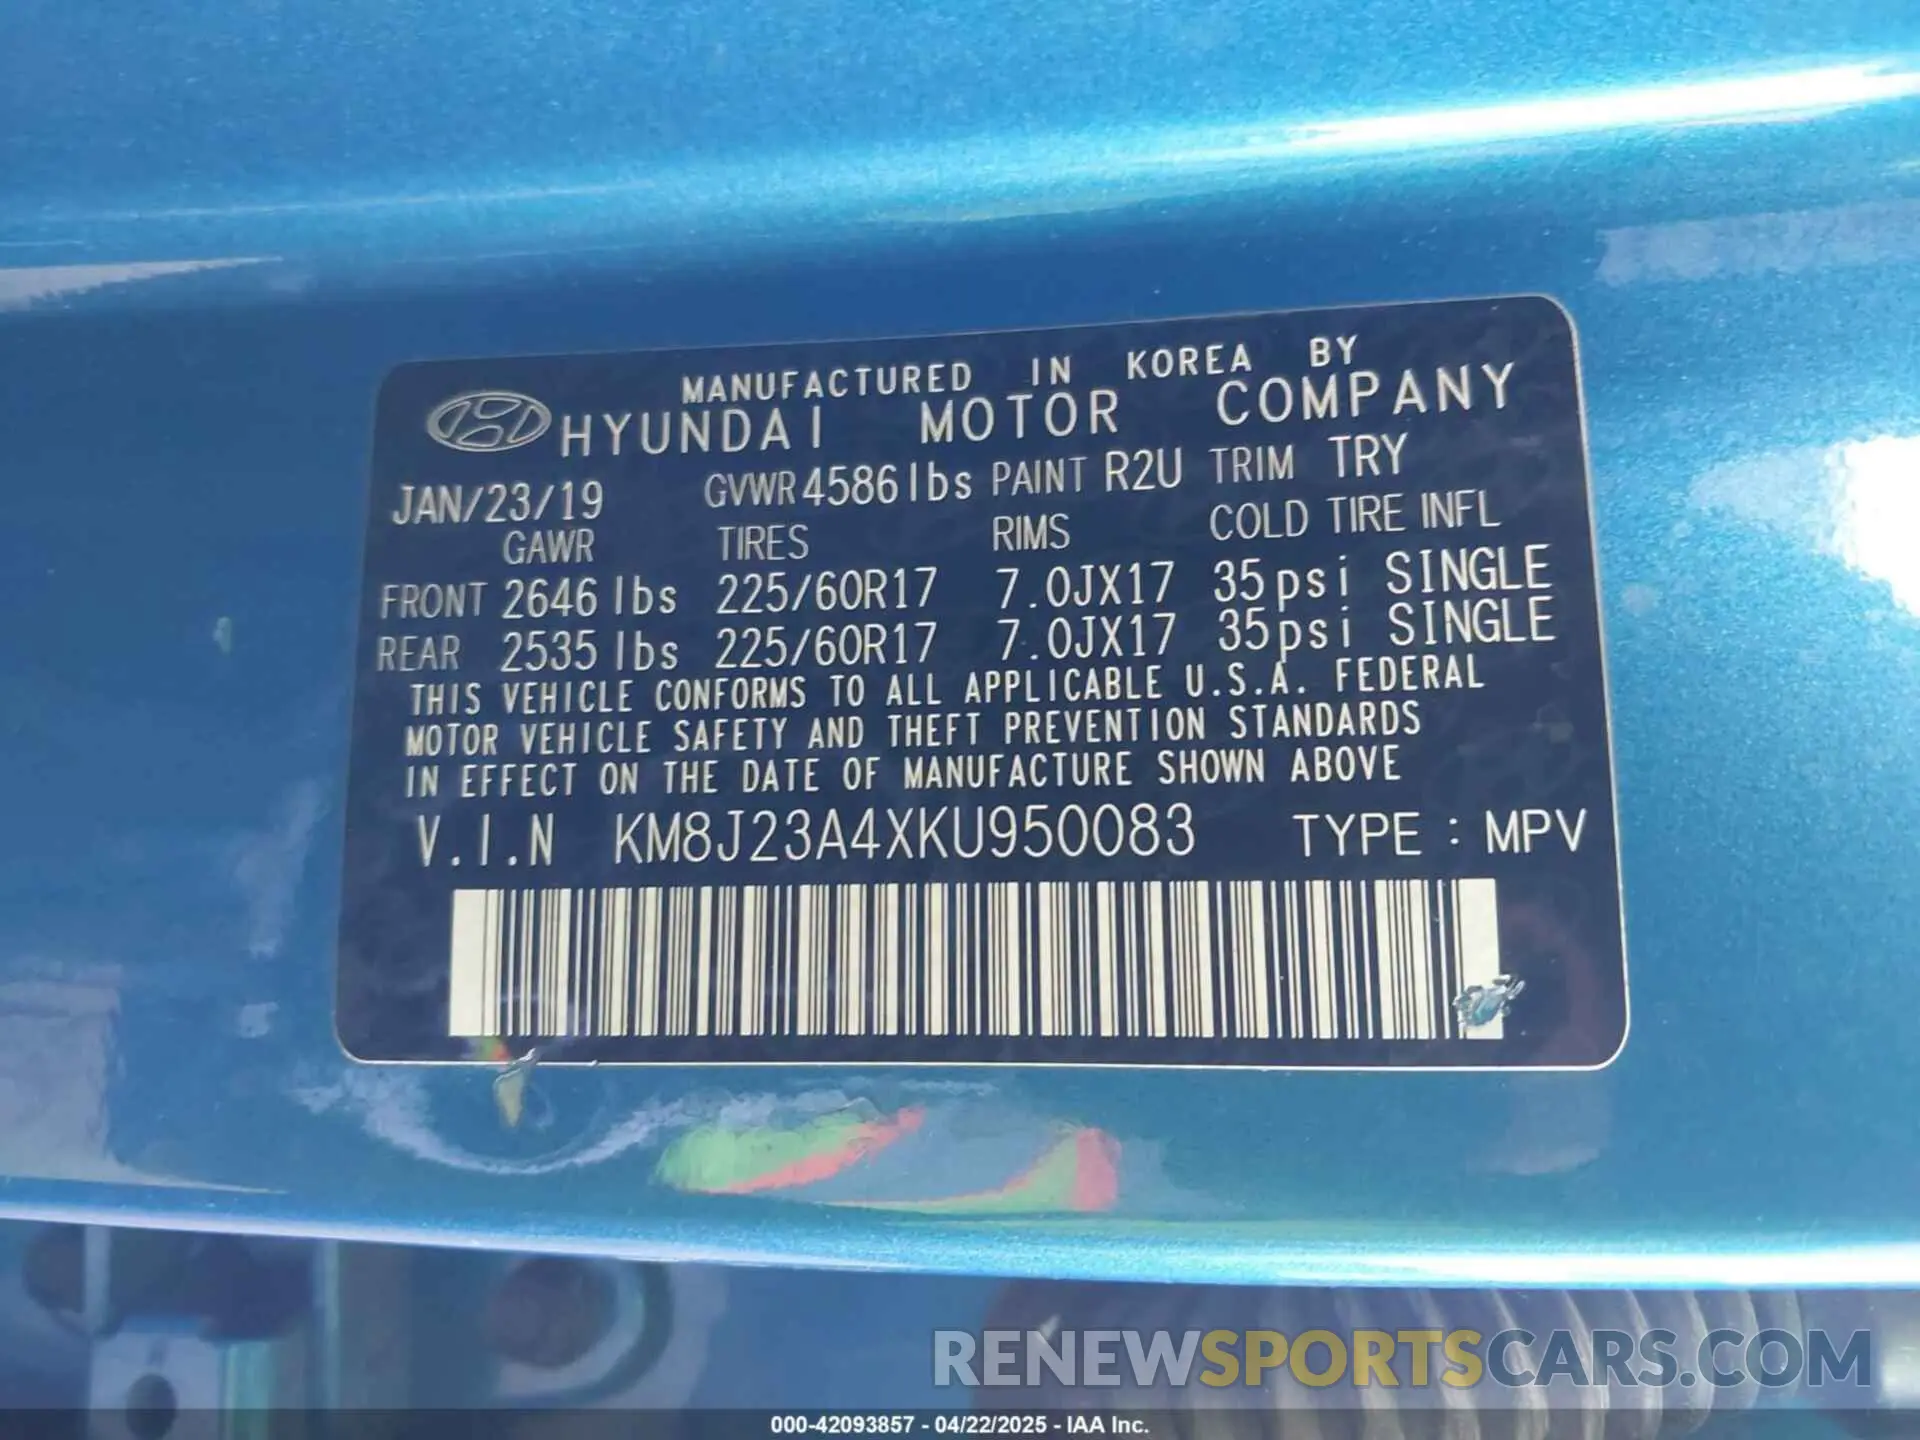 MANUFACTURED IN KOREA BY
HYUNDAI MOTOR COMPANY
JAN/23/19 GVWR 4586 lbs PAINT R2U TRIM TRY
GAWR TIRES RIMS COLD TIRE INFL
FRONT 2646 lbs 225/60R17 7.0JX17 35psi SINGLE
REAR 2535 lbs 225/60R17 7.0JX17 35psi SINGLE
THIS VEHICLE CONFORMS TO ALL APPLICABLE U.S.A. FEDERAL
MOTOR VEHICLE SAFETY AND THEFT PREVENTION STANDARDS
IN EFFECT ON THE DATE OF MANUFACTURE SHOWN ABOVE
V.I.N KM8J23A4XKU950083 TYPE : MPV
RENEWSPORTSCARS.COM
000-42093857 - 04/22/2025 - IAA Inc.